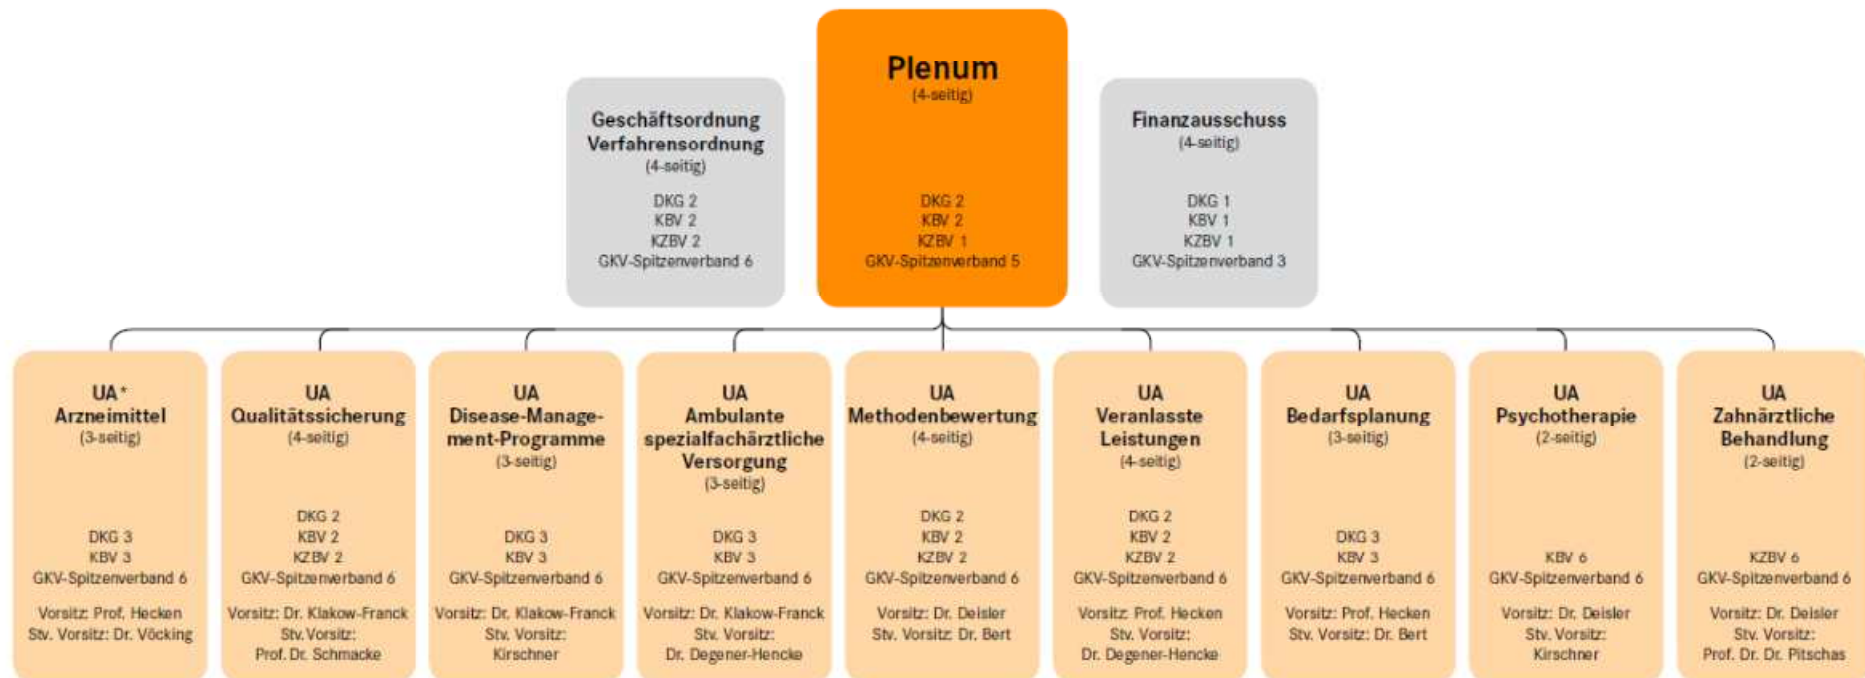 Plenum
(4-seitig)
DKG 2
KBV 2
KZBV 1
GKV-Spitzenverband 5
Geschäftsordnung
Verfahrensordnung
(4-seitig)
DKG 2
KBV 2
KZBV 2
GKV-Spitzenverband 6
Finanzausschuss
(4-seitig)
DKG 1
KBV 1
KZBV 1
GKV-Spitzenverband 3
UA*
Arzneimittel
(3-seitig)
DKG 3
KBV 3
GKV-Spitzenverband 6
Vorsitz: Prof. Hecken
Stv. Vorsitz: Dr. Vöcking
UA
Qualitätssicherung
(4-seitig)
DKG 2
KBV 2
KZBV 2
GKV-Spitzenverband 6
Vorsitz: Dr. Klakow-Franck
Stv. Vorsitz:
Prof. Dr. Schmacke
UA
Disease-Manage-
ment-Programme
(3-seitig)
DKG 3
KBV 3
GKV-Spitzenverband 6
Vorsitz: Dr. Klakow-Franck
Stv. Vorsitz:
Kirschner
UA
Ambulante
spezialfachärztliche
Versorgung
(3-seitig)
DKG 3
KBV 3
GKV-Spitzenverband 6
Vorsitz: Dr. Klakow-Franck
Stv. Vorsitz:
Dr. Degener-Hencke
UA
Methodenbewertung
(4-seitig)
DKG 2
KBV 2
KZBV 2
GKV-Spitzenverband 6
Vorsitz: Dr. Deisler
Stv. Vorsitz: Dr. Bert
UA
Veranlasste
Leistungen
(4-seitig)
DKG 2
KBV 2
KZBV 2
GKV-Spitzenverband 6
Vorsitz: Prof. Hecken
Stv. Vorsitz:
Dr. Degener-Hencke
UA
Bedarfsplanung
(3-seitig)
DKG 3
KBV 3
GKV-Spitzenverband 6
Vorsitz: Prof. Hecken
Stv. Vorsitz: Dr. Bert
UA
Psychotherapie
(2-seitig)
KBV 6
GKV-Spitzenverband 6
Vorsitz: Dr. Deisler
Stv. Vorsitz:
Kirschner
UA
Zahnärztliche
Behandlung
(2-seitig)
KZBV 6
GKV-Spitzenverband 6
Vorsitz: Dr. Deisler
Stv. Vorsitz:
Prof. Dr. Dr. Pitschas